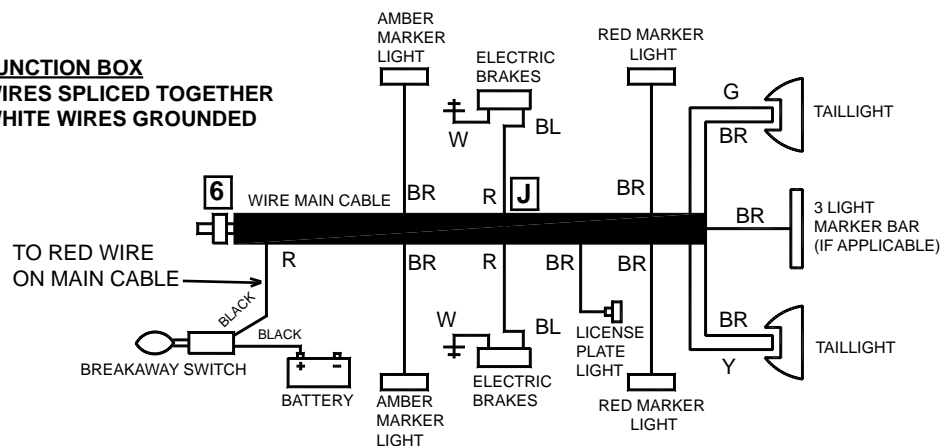 UNCTION BOX
WIRES SPLICED TOGETHER
WHITE WIRES GROUNDED
AMBER
MARKER
LIGHT
ELECTRIC
BRAKES
RED MARKER
LIGHT
G
TAILLIGHT
BR
W
BL
6
WIRE MAIN CABLE
BR
R
J
BR
BR
3 LIGHT
MARKER BAR
(IF APPLICABLE)
TO RED WIRE
ON MAIN CABLE
R
BR
R
BR
BR
BLACK
BLACK
BREAKAWAY SWITCH
+ -
BATTERY
W
BL
LICENSE
PLATE
LIGHT
BR
Y
TAILLIGHT
AMBER
MARKER
LIGHT
ELECTRIC
BRAKES
RED MARKER
LIGHT